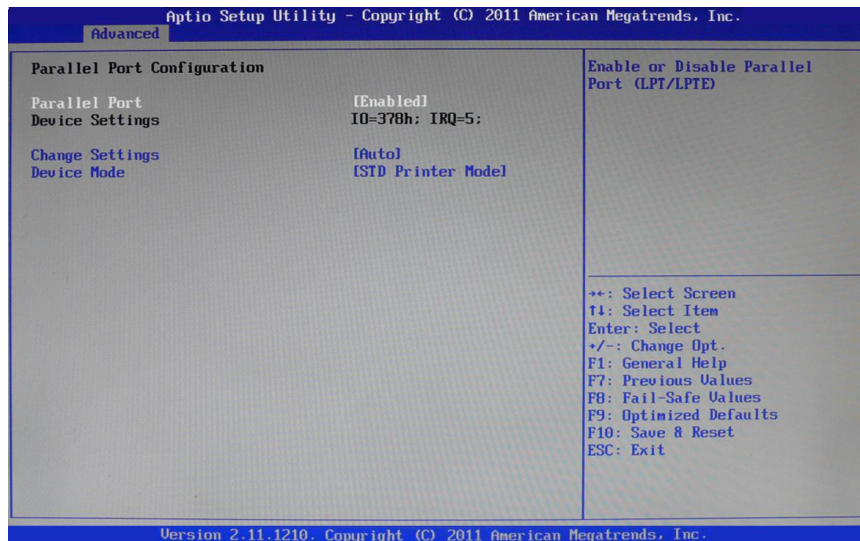 Aptio Setup Utility - Copyright (C) 2011 American Megatrends, Inc.
Advanced
Parallel Port Configuration
Parallel Port [Enabled]
Device Settings IO=378h; IRQ=5;
Change Settings [Auto]
Device Mode [STD Printer Mode]
Enable or Disable Parallel
Port (LPT/LPTE)
→←: Select Screen
↑↓: Select Item
Enter: Select
+/-: Change Opt.
F1: General Help
F7: Previous Values
F8: Fail-Safe Values
F9: Optimized Defaults
F10: Save & Reset
ESC: Exit
Version 2.11.1210. Copyright (C) 2011 American Megatrends, Inc.